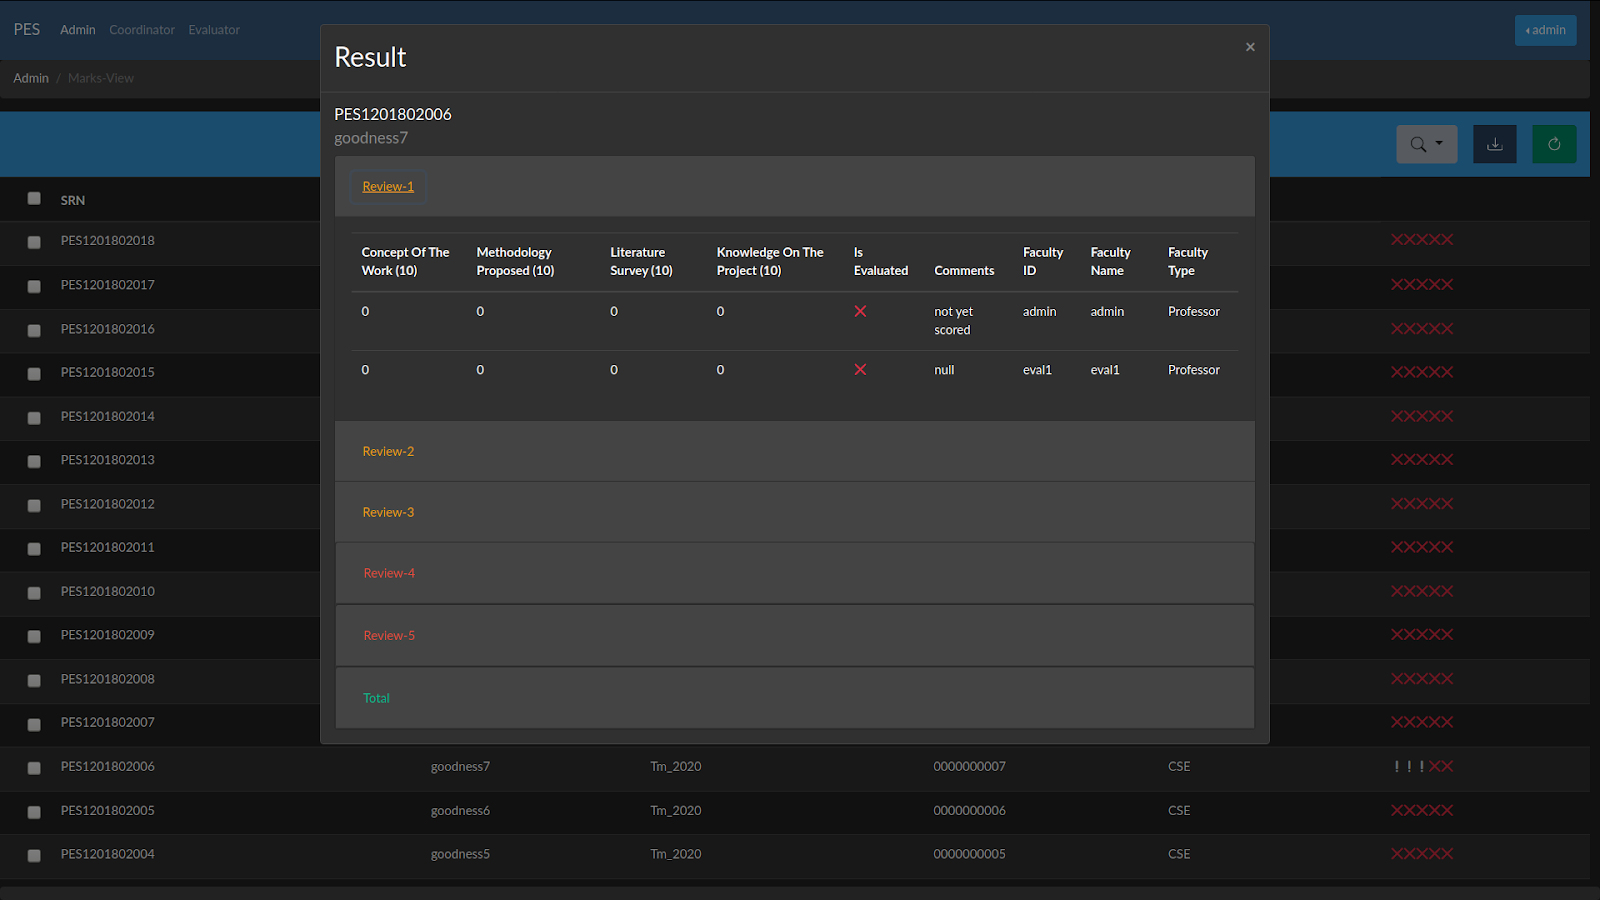 PES Admin Coordinator Evaluator
admin
Admin / Marks-View
Result
×
PES1201802006
goodness7
Review-1
Concept Of The Work (10) Methodology Proposed (10) Literature Survey (10) Knowledge On The Project (10) Is Evaluated Comments Faculty ID Faculty Name Faculty Type
0 0 0 0 not yet scored admin admin Professor
0 0 0 0 null eval1 eval1 Professor
Review-2
Review-3
Review-4
Review-5
Total
SRN
PES1201802018
PES1201802017
PES1201802016
PES1201802015
PES1201802014
PES1201802013
PES1201802012
PES1201802011
PES1201802010
PES1201802009
PES1201802008
PES1201802007
PES1201802006 goodness7 Tm_2020 0000000007 CSE
PES1201802005 goodness6 Tm_2020 0000000006 CSE
PES1201802004 goodness5 Tm_2020 0000000005 CSE